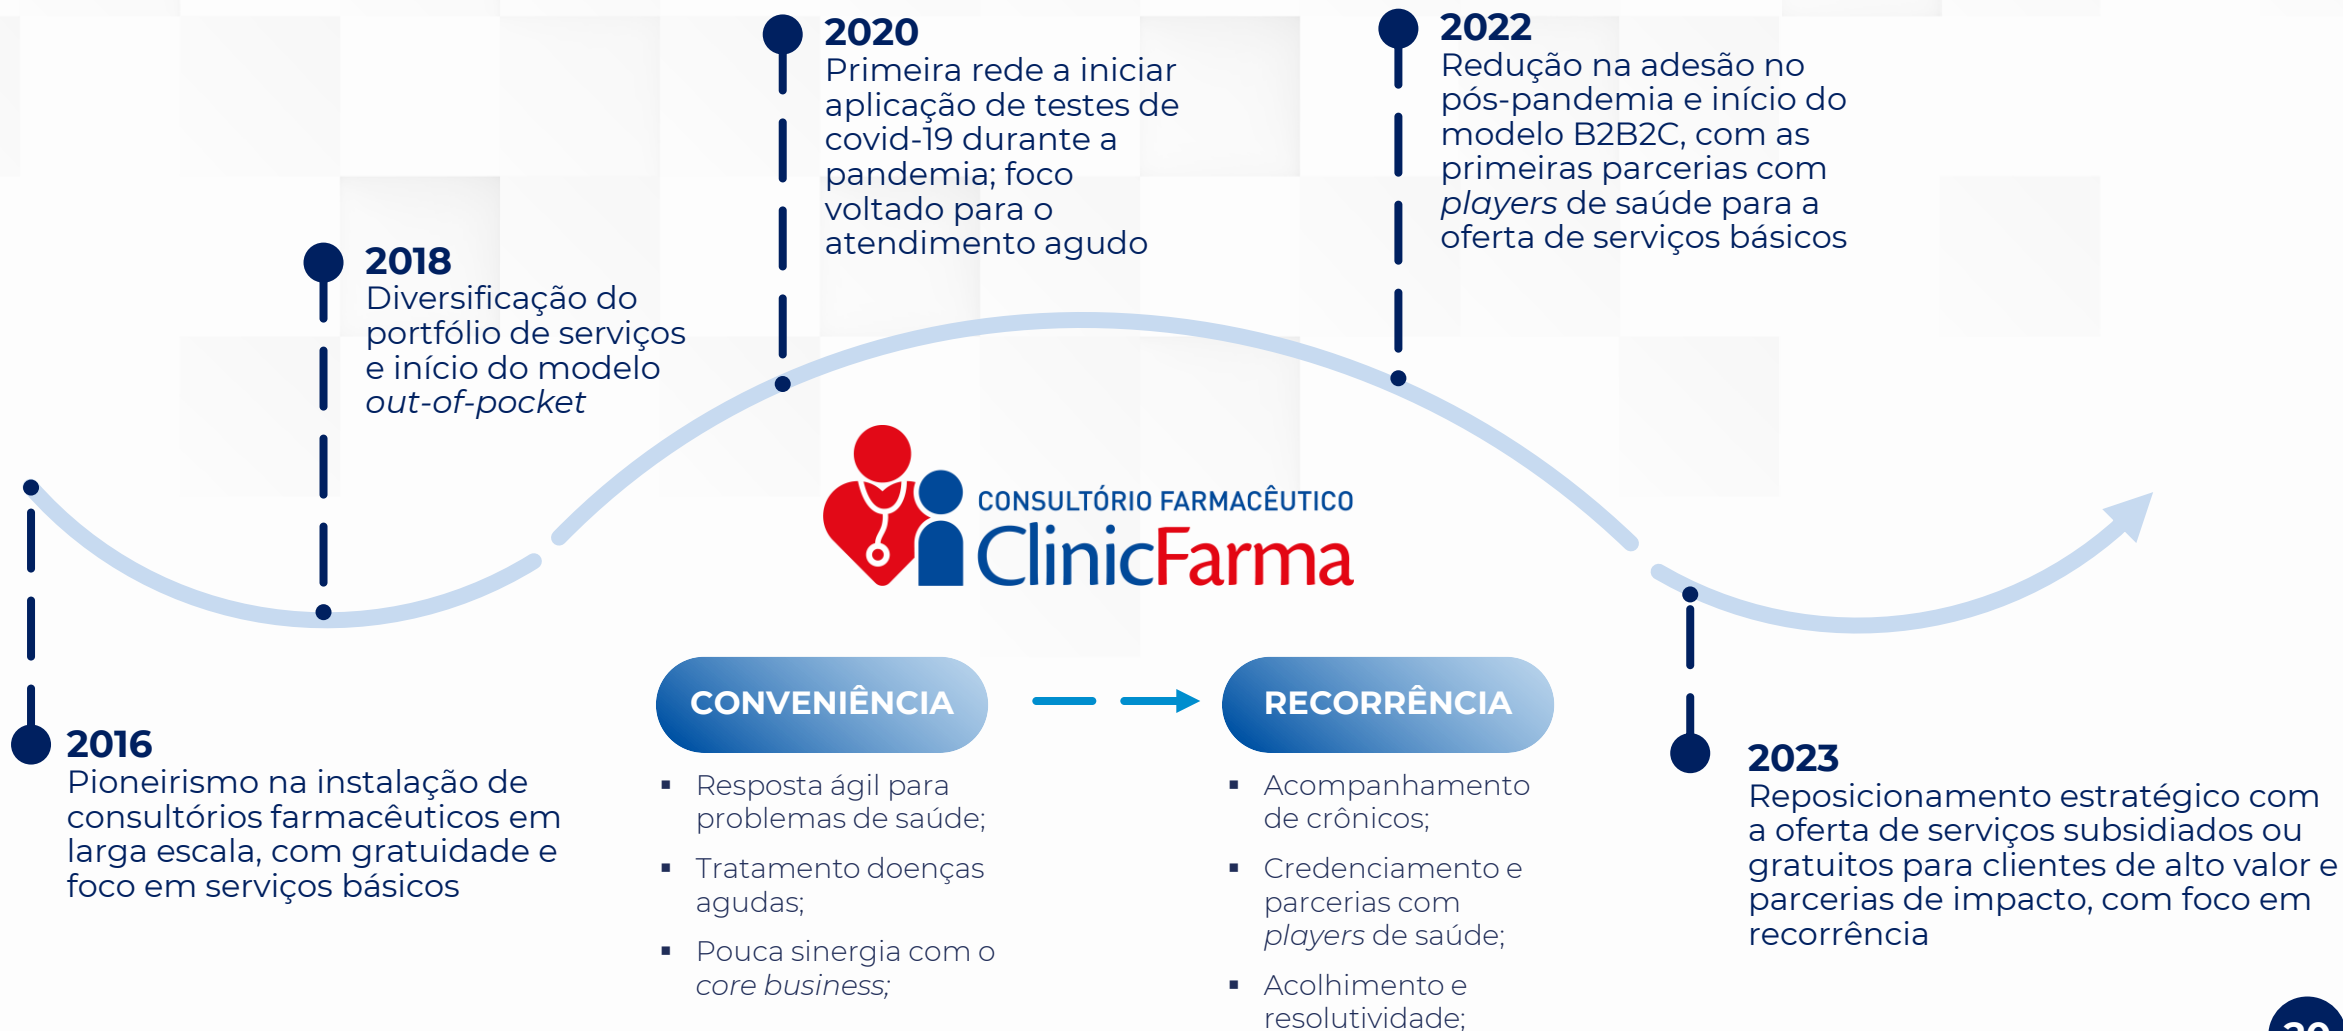 2016
Pioneirismo na instalação de
consultórios farmacêuticos em
larga escala, com gratuidade e
foco em serviços básicos
2018
Diversificação do
portfólio de serviços
e início do modelo
out-of-pocket
2020
Primeira rede a iniciar
aplicação de testes de
covid-19 durante a
pandemia; foco
voltado para o
atendimento agudo
2022
Redução na adesão no
pós-pandemia e início do
modelo B2B2C, com as
primeiras parcerias com
players de saúde para a
oferta de serviços básicos
2023
Reposicionamento estratégico com
a oferta de serviços subsidiados ou
gratuitos para clientes de alto valor e
parcerias de impacto, com foco em
recorrência
CONSULTÓRIO FARMACÊUTICO
ClinicFarma
CONVENIÊNCIA
▪ Resposta ágil para
problemas de saúde;
▪ Tratamento doenças
agudas;
▪ Pouca sinergia com o
core business;
RECORRÊNCIA
▪ Acompanhamento
de crônicos;
▪ Credenciamento e
parcerias com
players de saúde;
▪ Acolhimento e
resolutividade;